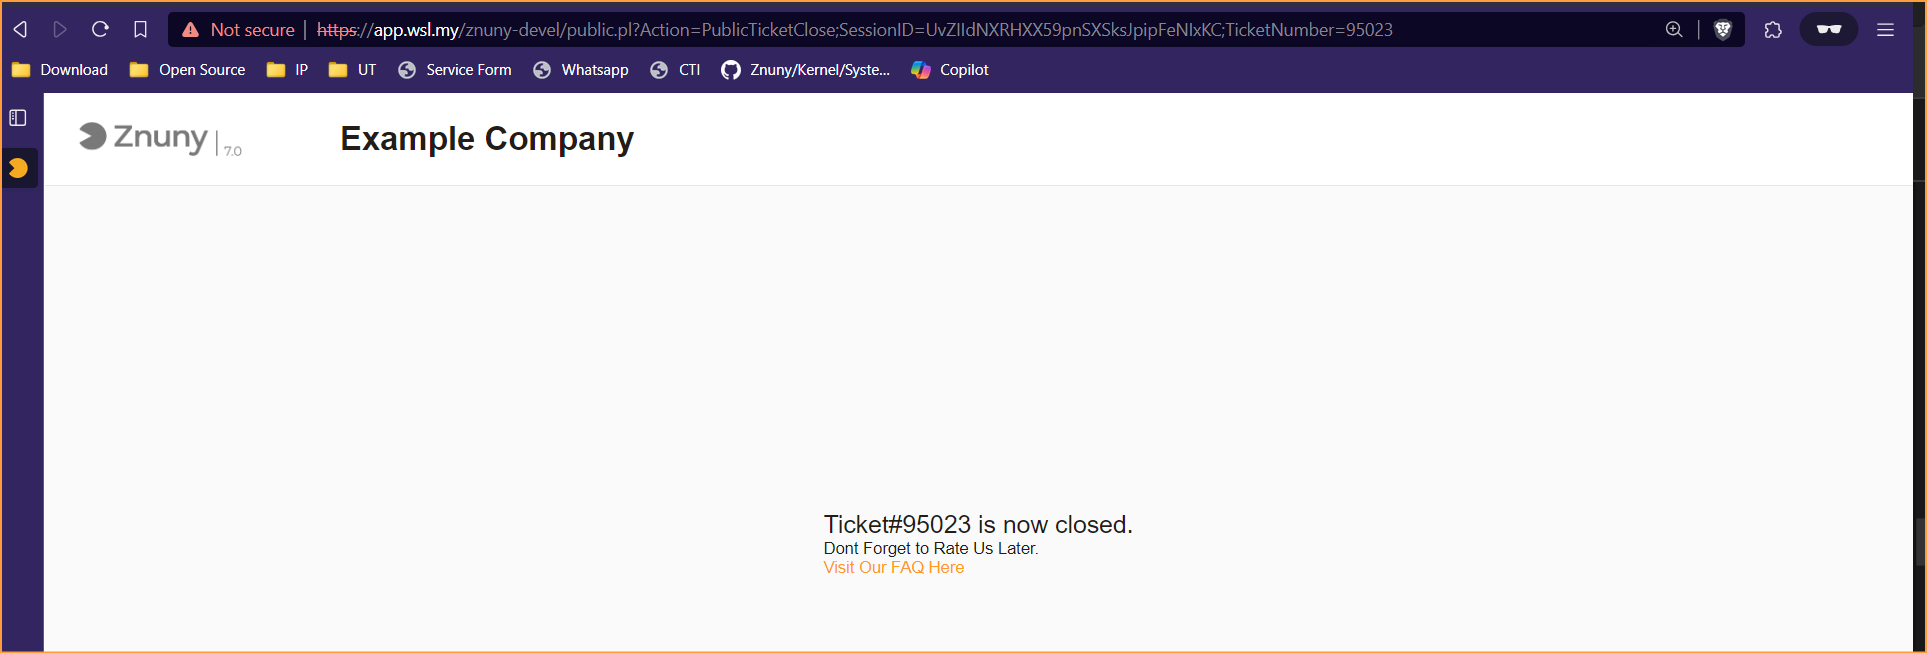 Not secure https://app.wsl.my/znuny-devel/public.pl?Action=PublicTicketClose;SessionID=UvZIIdNXRHXX59pnSXSksJpipFeNIxKC;TicketNumber=95023
Download Open Source IP UT Service Form Whatsapp CTI Znuny/Kernel/Syste... Copilot
Znuny 7.0 Example Company
Ticket#95023 is now closed.
Dont Forget to Rate Us Later.
Visit Our FAQ Here